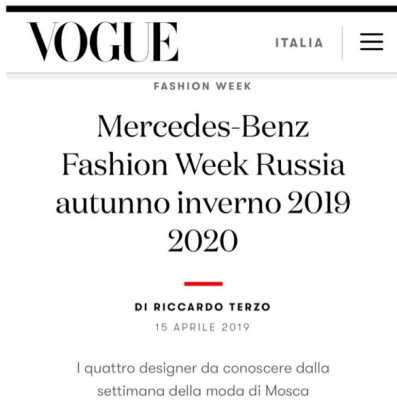 VOGUE
ITALIA
FASHION WEEK
Mercedes-Benz
Fashion Week Russia
autunno inverno 2019
2020
DI RICCARDO TERZO
15 APRILE 2019
I quattro designer da conoscere dalla
settimana della moda di Mosca